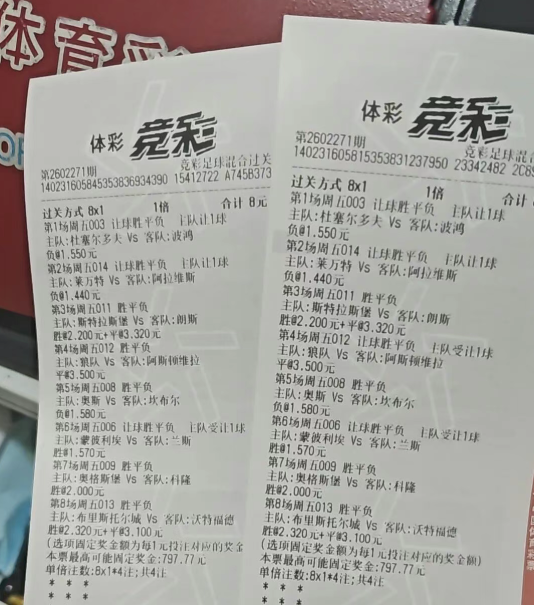 体育彩
体彩 竞彩
第2602271期
竞彩足球混合过关
140231605845353836934390 15412722 A745B373
过关方式 8x1 1倍 合计 8元
第1场周五003 让球胜平负 主队让1球
主队:杜塞尔多夫 Vs 客队:波鸿
负@1.550元
第2场周五014 让球胜平负 主队让1球
主队:莱万特 Vs 客队:阿拉维斯
负@1.440元
第3场周五011 胜平负
主队:斯特拉斯堡 Vs 客队:朗斯
胜@2.200元+平@3.320元
第4场周五012 胜平负
主队:狼队 Vs 客队:阿斯顿维拉
平@3.500元
第5场周五008 胜平负
主队:奥斯 Vs 客队:坎布尔
负@1.580元
第6场周五006 让球胜平负 主队受让1球
主队:蒙彼利埃 Vs 客队:兰斯
胜@1.570元
第7场周五009 胜平负
主队:奥格斯堡 Vs 客队:科隆
胜@2.000元
第8场周五013 胜平负
主队:布里斯托尔城 Vs 客队:沃特福德
胜@2.320元+平@3.100元
(选项固定奖金额为每1元投注对应的奖金
本票最高可能固定奖金:797.77元
单倍注数:8x1*4注;共4注
* * *
* * *
体彩 竞彩
第2602271期
竞彩足球混合
140231605815353831237950 23342482 2C8
过关方式 8x1 1倍 合计
第1场周五003 让球胜平负 主队让1球
主队:杜塞尔多夫 Vs 客队:波鸿
负@1.550元
第2场周五014 让球胜平负 主队让1球
主队:莱万特 Vs 客队:阿拉维斯
负@1.440元
第3场周五011 胜平负
主队:斯特拉斯堡 Vs 客队:朗斯
胜@2.200元+平@3.320元
第4场周五012 让球胜平负 主队受让1球
主队:狼队 Vs 客队:阿斯顿维拉
平@3.500元
第5场周五008 胜平负
主队:奥斯 Vs 客队:坎布尔
负@1.580元
第6场周五006 让球胜平负 主队受让1球
主队:蒙彼利埃 Vs 客队:兰斯
胜@1.570元
第7场周五009 胜平负
主队:奥格斯堡 Vs 客队:科隆
胜@2.000元
第8场周五013 胜平负
主队:布里斯托尔城 Vs 客队:沃特福德
胜@2.320元+平@3.100元
(选项固定奖金额为每1元投注对应的奖金额)
本票最高可能固定奖金:797.77元
单倍注数:8x1*4注;共4注
* * *
* * *